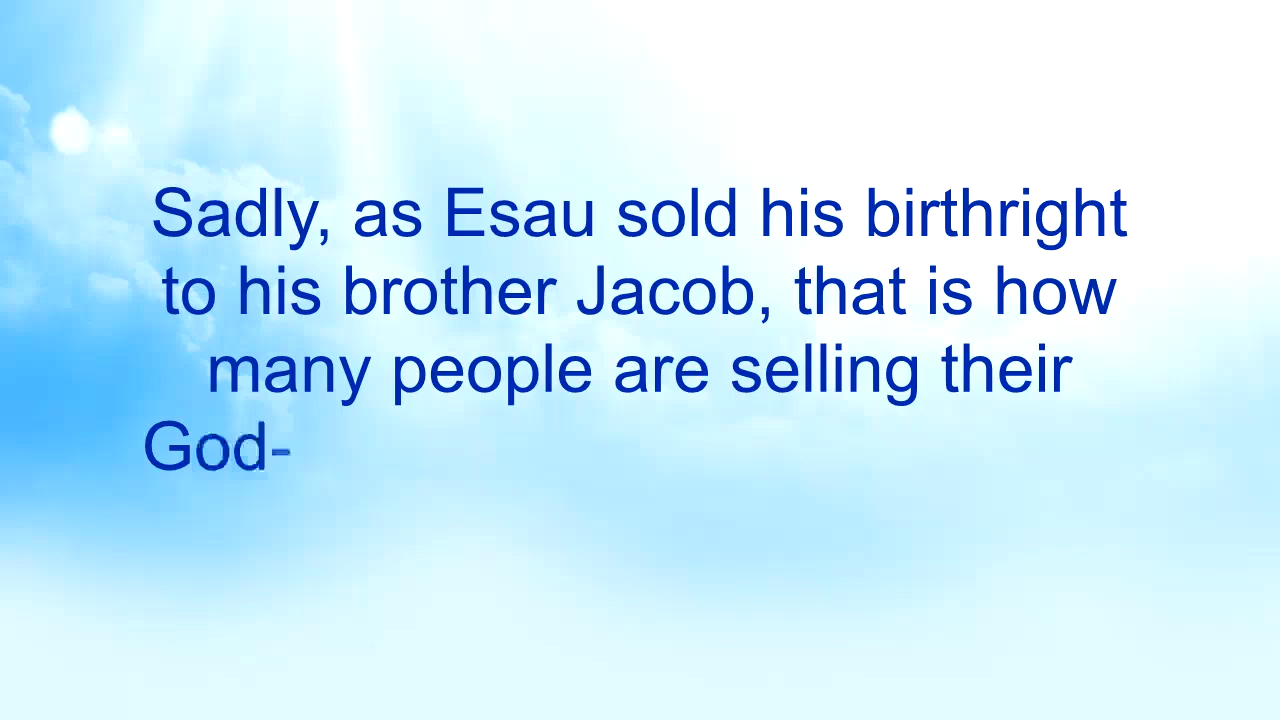 Sadly, as Esau sold his birthright
to his brother Jacob, that is how
many people are selling their
God-